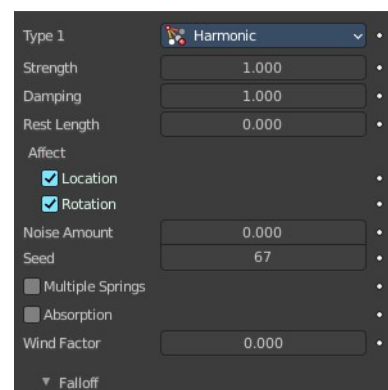 Type 1 Harmonic
Strength 1.000
Damping 1.000
Rest Length 0.000
Affect
Location
Rotation
Noise Amount 0.000
Seed 67
Multiple Springs
Absorption
Wind Factor 0.000
Falloff